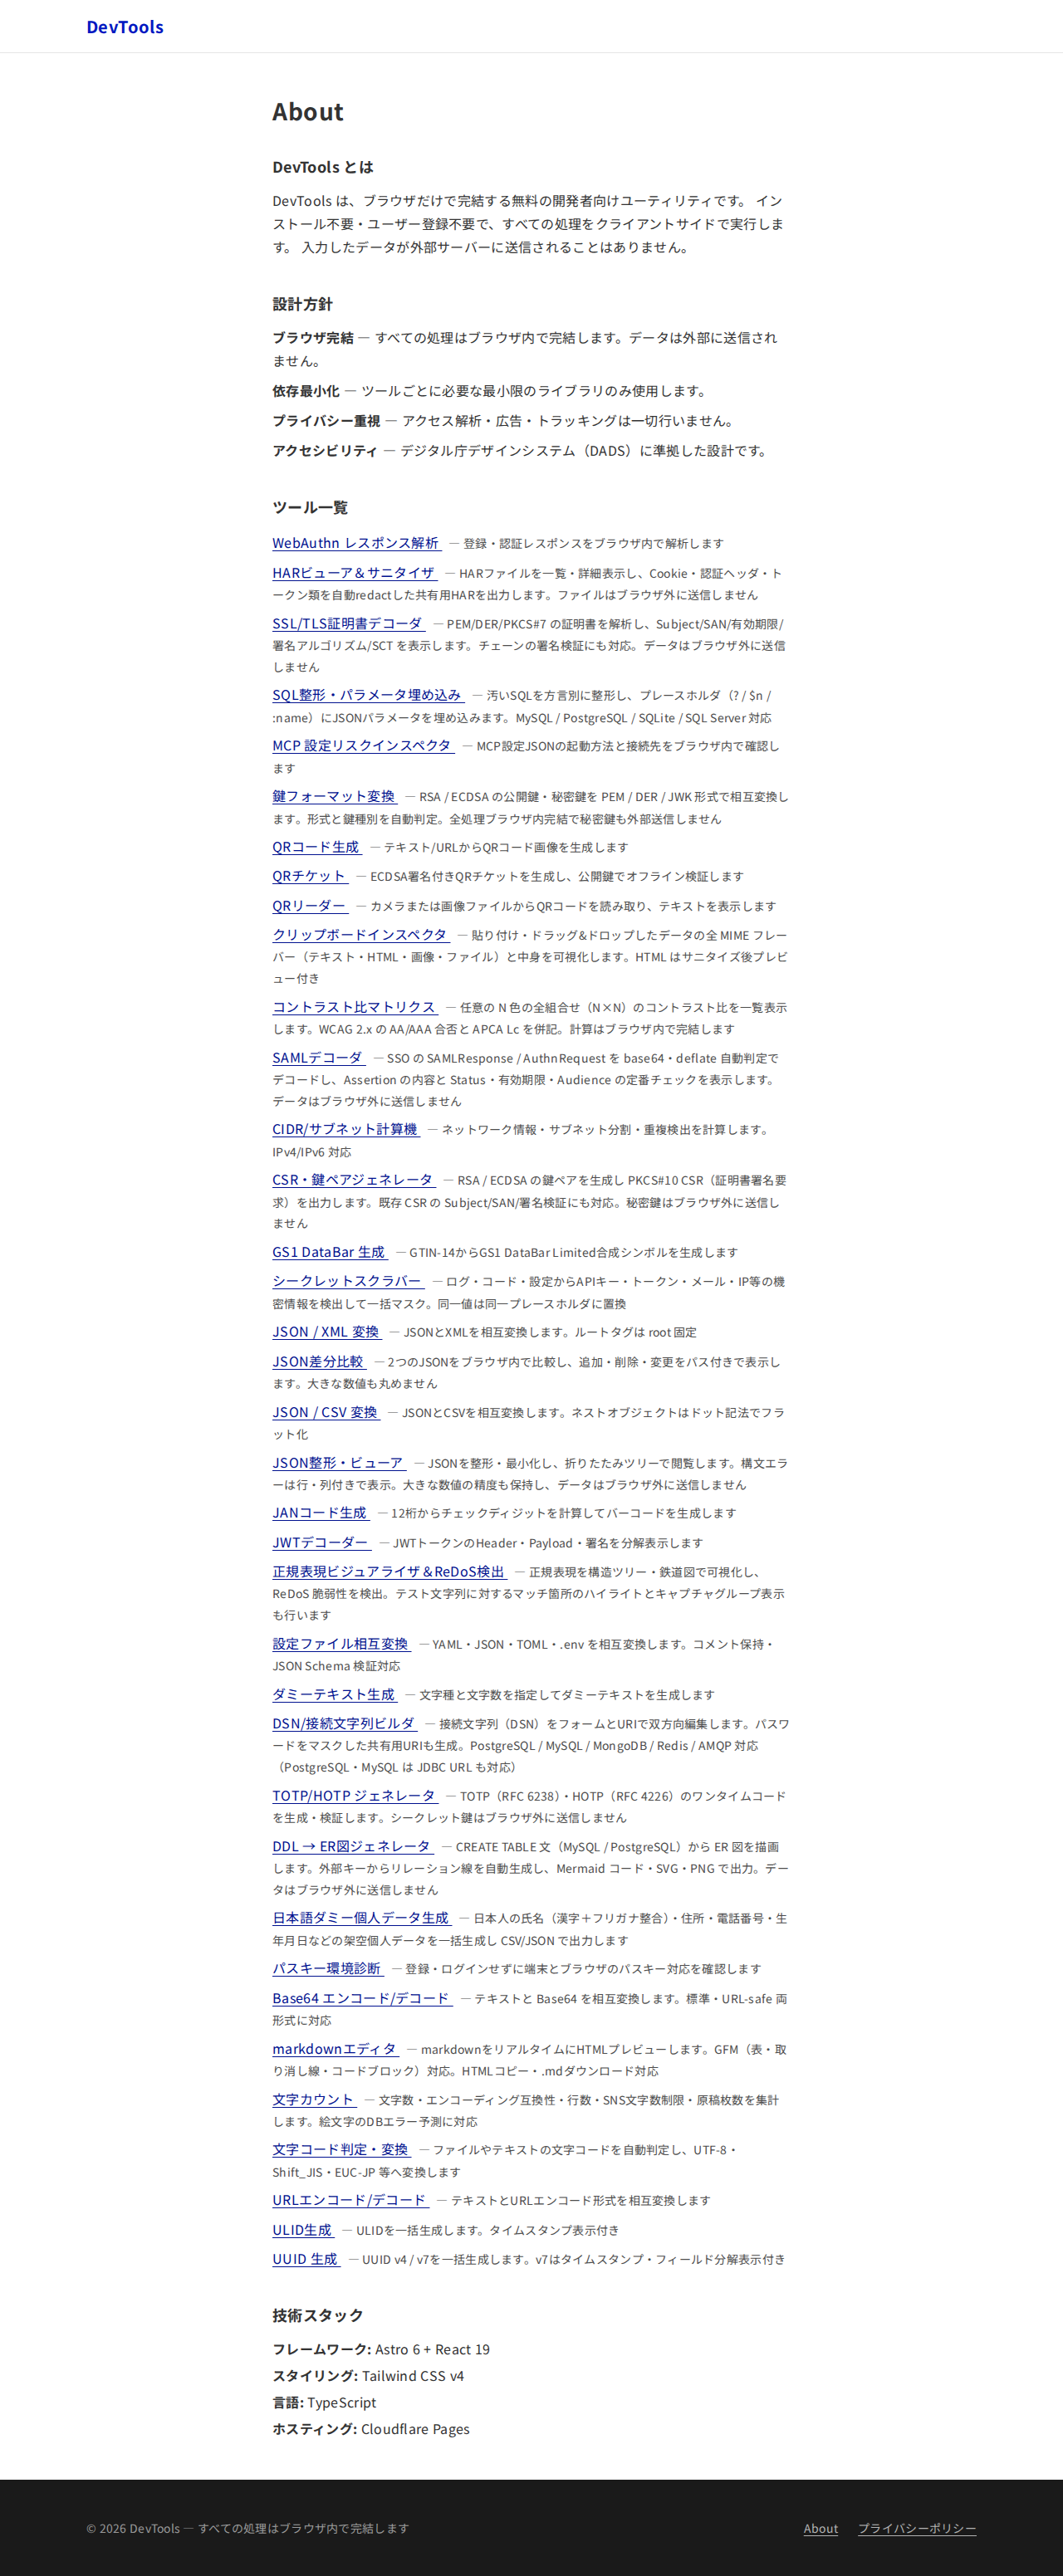 DevTools
About
DevTools とは
DevTools は、ブラウザだけで完結する無料の開発者向けユーティリティです。 イン
ストール不要・ユーザー登録不要で、すべての処理をクライアントサイドで実行しま
す。 入力したデータが外部サーバーに送信されることはありません。
設計方針
ブラウザ完結 — すべての処理はブラウザ内で完結します。データは外部に送信され
ません。
依存最小化 — ツールごとに必要な最小限のライブラリのみ使用します。
プライバシー重視 — アクセス解析・広告・トラッキングは一切行いません。
アクセシビリティ — デジタル庁デザインシステム（DADS）に準拠した設計です。
ツール一覧
WebAuthn レスポンス解析 — 登録・認証レスポンスをブラウザ内で解析します
HARビューア＆サニタイザ — HARファイルを一覧・詳細表示し、Cookie・認証ヘッダ・ト
ークン類を自動redactした共有用HARを出力します。ファイルはブラウザ外に送信しません
SSL/TLS証明書デコーダ — PEM/DER/PKCS#7 の証明書を解析し、Subject/SAN/有効期限/
署名アルゴリズム/SCT を表示します。チェーンの署名検証にも対応。データはブラウザ外に送信
しません
SQL整形・パラメータ埋め込み — 汚いSQLを方言別に整形し、プレースホルダ（? / $n /
:name）にJSONパラメータを埋め込みます。MySQL / PostgreSQL / SQLite / SQL Server 対応
MCP 設定リスクインスペクタ — MCP設定JSONの起動方法と接続先をブラウザ内で確認し
ます
鍵フォーマット変換 — RSA / ECDSA の公開鍵・秘密鍵を PEM / DER / JWK 形式で相互変換し
ます。形式と鍵種別を自動判定。全処理ブラウザ内完結で秘密鍵も外部送信しません
QRコード生成 — テキスト/URLからQRコード画像を生成します
QRチケット — ECDSA署名付きQRチケットを生成し、公開鍵でオフライン検証します
QRリーダー — カメラまたは画像ファイルからQRコードを読み取り、テキストを表示します
クリップボードインスペクタ — 貼り付け・ドラッグ&ドロップしたデータの全 MIME フレー
バー（テキスト・HTML・画像・ファイル）と中身を可視化します。HTML はサニタイズ後プレビ
ュー付き
コントラスト比マトリクス — 任意の N 色の全組合せ（N×N）のコントラスト比を一覧表示
します。WCAG 2.x の AA/AAA 合否と APCA Lc を併記。計算はブラウザ内で完結します
SAMLデコーダ — SSO の SAMLResponse / AuthnRequest を base64・deflate 自動判定で
デコードし、Assertion の内容と Status・有効期限・Audience の定番チェックを表示します。
データはブラウザ外に送信しません
CIDR/サブネット計算機 — ネットワーク情報・サブネット分割・重複検出を計算します。
IPv4/IPv6 対応
CSR・鍵ペアジェネレータ — RSA / ECDSA の鍵ペアを生成し PKCS#10 CSR（証明書署名要
求）を出力します。既存 CSR の Subject/SAN/署名検証にも対応。秘密鍵はブラウザ外に送信し
ません
GS1 DataBar 生成 — GTIN-14からGS1 DataBar Limited合成シンボルを生成します
シークレットスクラバー — ログ・コード・設定からAPIキー・トークン・メール・IP等の機
密情報を検出して一括マスク。同一値は同一プレースホルダに置換
JSON / XML 変換 — JSONとXMLを相互変換します。ルートタグは root 固定
JSON差分比較 — 2つのJSONをブラウザ内で比較し、追加・削除・変更をパス付きで表示し
ます。大きな数値も丸めません
JSON / CSV 変換 — JSONとCSVを相互変換します。ネストオブジェクトはドット記法でフラ
ット化
JSON整形・ビューア — JSONを整形・最小化し、折りたたみツリーで閲覧します。構文エラ
ーは行・列付きで表示。大きな数値の精度も保持し、データはブラウザ外に送信しません
JANコード生成 — 12桁からチェックディジットを計算してバーコードを生成します
JWTデコーダー — JWTトークンのHeader・Payload・署名を分解表示します
正規表現ビジュアライザ＆ReDoS検出 — 正規表現を構造ツリー・鉄道図で可視化し、
ReDoS 脆弱性を検出。テスト文字列に対するマッチ箇所のハイライトとキャプチャグループ表示
も行います
設定ファイル相互変換 — YAML・JSON・TOML・.env を相互変換します。コメント保持・
JSON Schema 検証対応
ダミーテキスト生成 — 文字種と文字数を指定してダミーテキストを生成します
DSN/接続文字列ビルダ — 接続文字列（DSN）をフォームとURIで双方向編集します。パスワ
ードをマスクした共有用URIも生成。PostgreSQL / MySQL / MongoDB / Redis / AMQP 対応
（PostgreSQL・MySQL は JDBC URL も対応）
TOTP/HOTP ジェネレータ — TOTP（RFC 6238）・HOTP（RFC 4226）のワンタイムコード
を生成・検証します。シークレット鍵はブラウザ外に送信しません
DDL → ER図ジェネレータ — CREATE TABLE 文（MySQL / PostgreSQL）から ER 図を描画
します。外部キーからリレーション線を自動生成し、Mermaid コード・SVG・PNG で出力。デー
タはブラウザ外に送信しません
日本語ダミー個人データ生成 — 日本人の氏名（漢字＋フリガナ整合）・住所・電話番号・生
年月日などの架空個人データを一括生成し CSV/JSON で出力します
パスキー環境診断 — 登録・ログインせずに端末とブラウザのパスキー対応を確認します
Base64 エンコード/デコード — テキストと Base64 を相互変換します。標準・URL-safe 両
形式に対応
markdownエディタ — markdownをリアルタイムにHTMLプレビューします。GFM（表・取
り消し線・コードブロック）対応。HTMLコピー・.mdダウンロード対応
文字カウント — 文字数・エンコーディング互換性・行数・SNS文字数制限・原稿枚数を集計
します。絵文字のDBエラー予測に対応
文字コード判定・変換 — ファイルやテキストの文字コードを自動判定し、UTF-8・
Shift_JIS・EUC-JP 等へ変換します
URLエンコード/デコード — テキストとURLエンコード形式を相互変換します
ULID生成 — ULIDを一括生成します。タイムスタンプ表示付き
UUID 生成 — UUID v4 / v7を一括生成します。v7はタイムスタンプ・フィールド分解表示付き
技術スタック
フレームワーク: Astro 6 + React 19
スタイリング: Tailwind CSS v4
言語: TypeScript
ホスティング: Cloudflare Pages
© 2026 DevTools — すべての処理はブラウザ内で完結します
About プライバシーポリシー